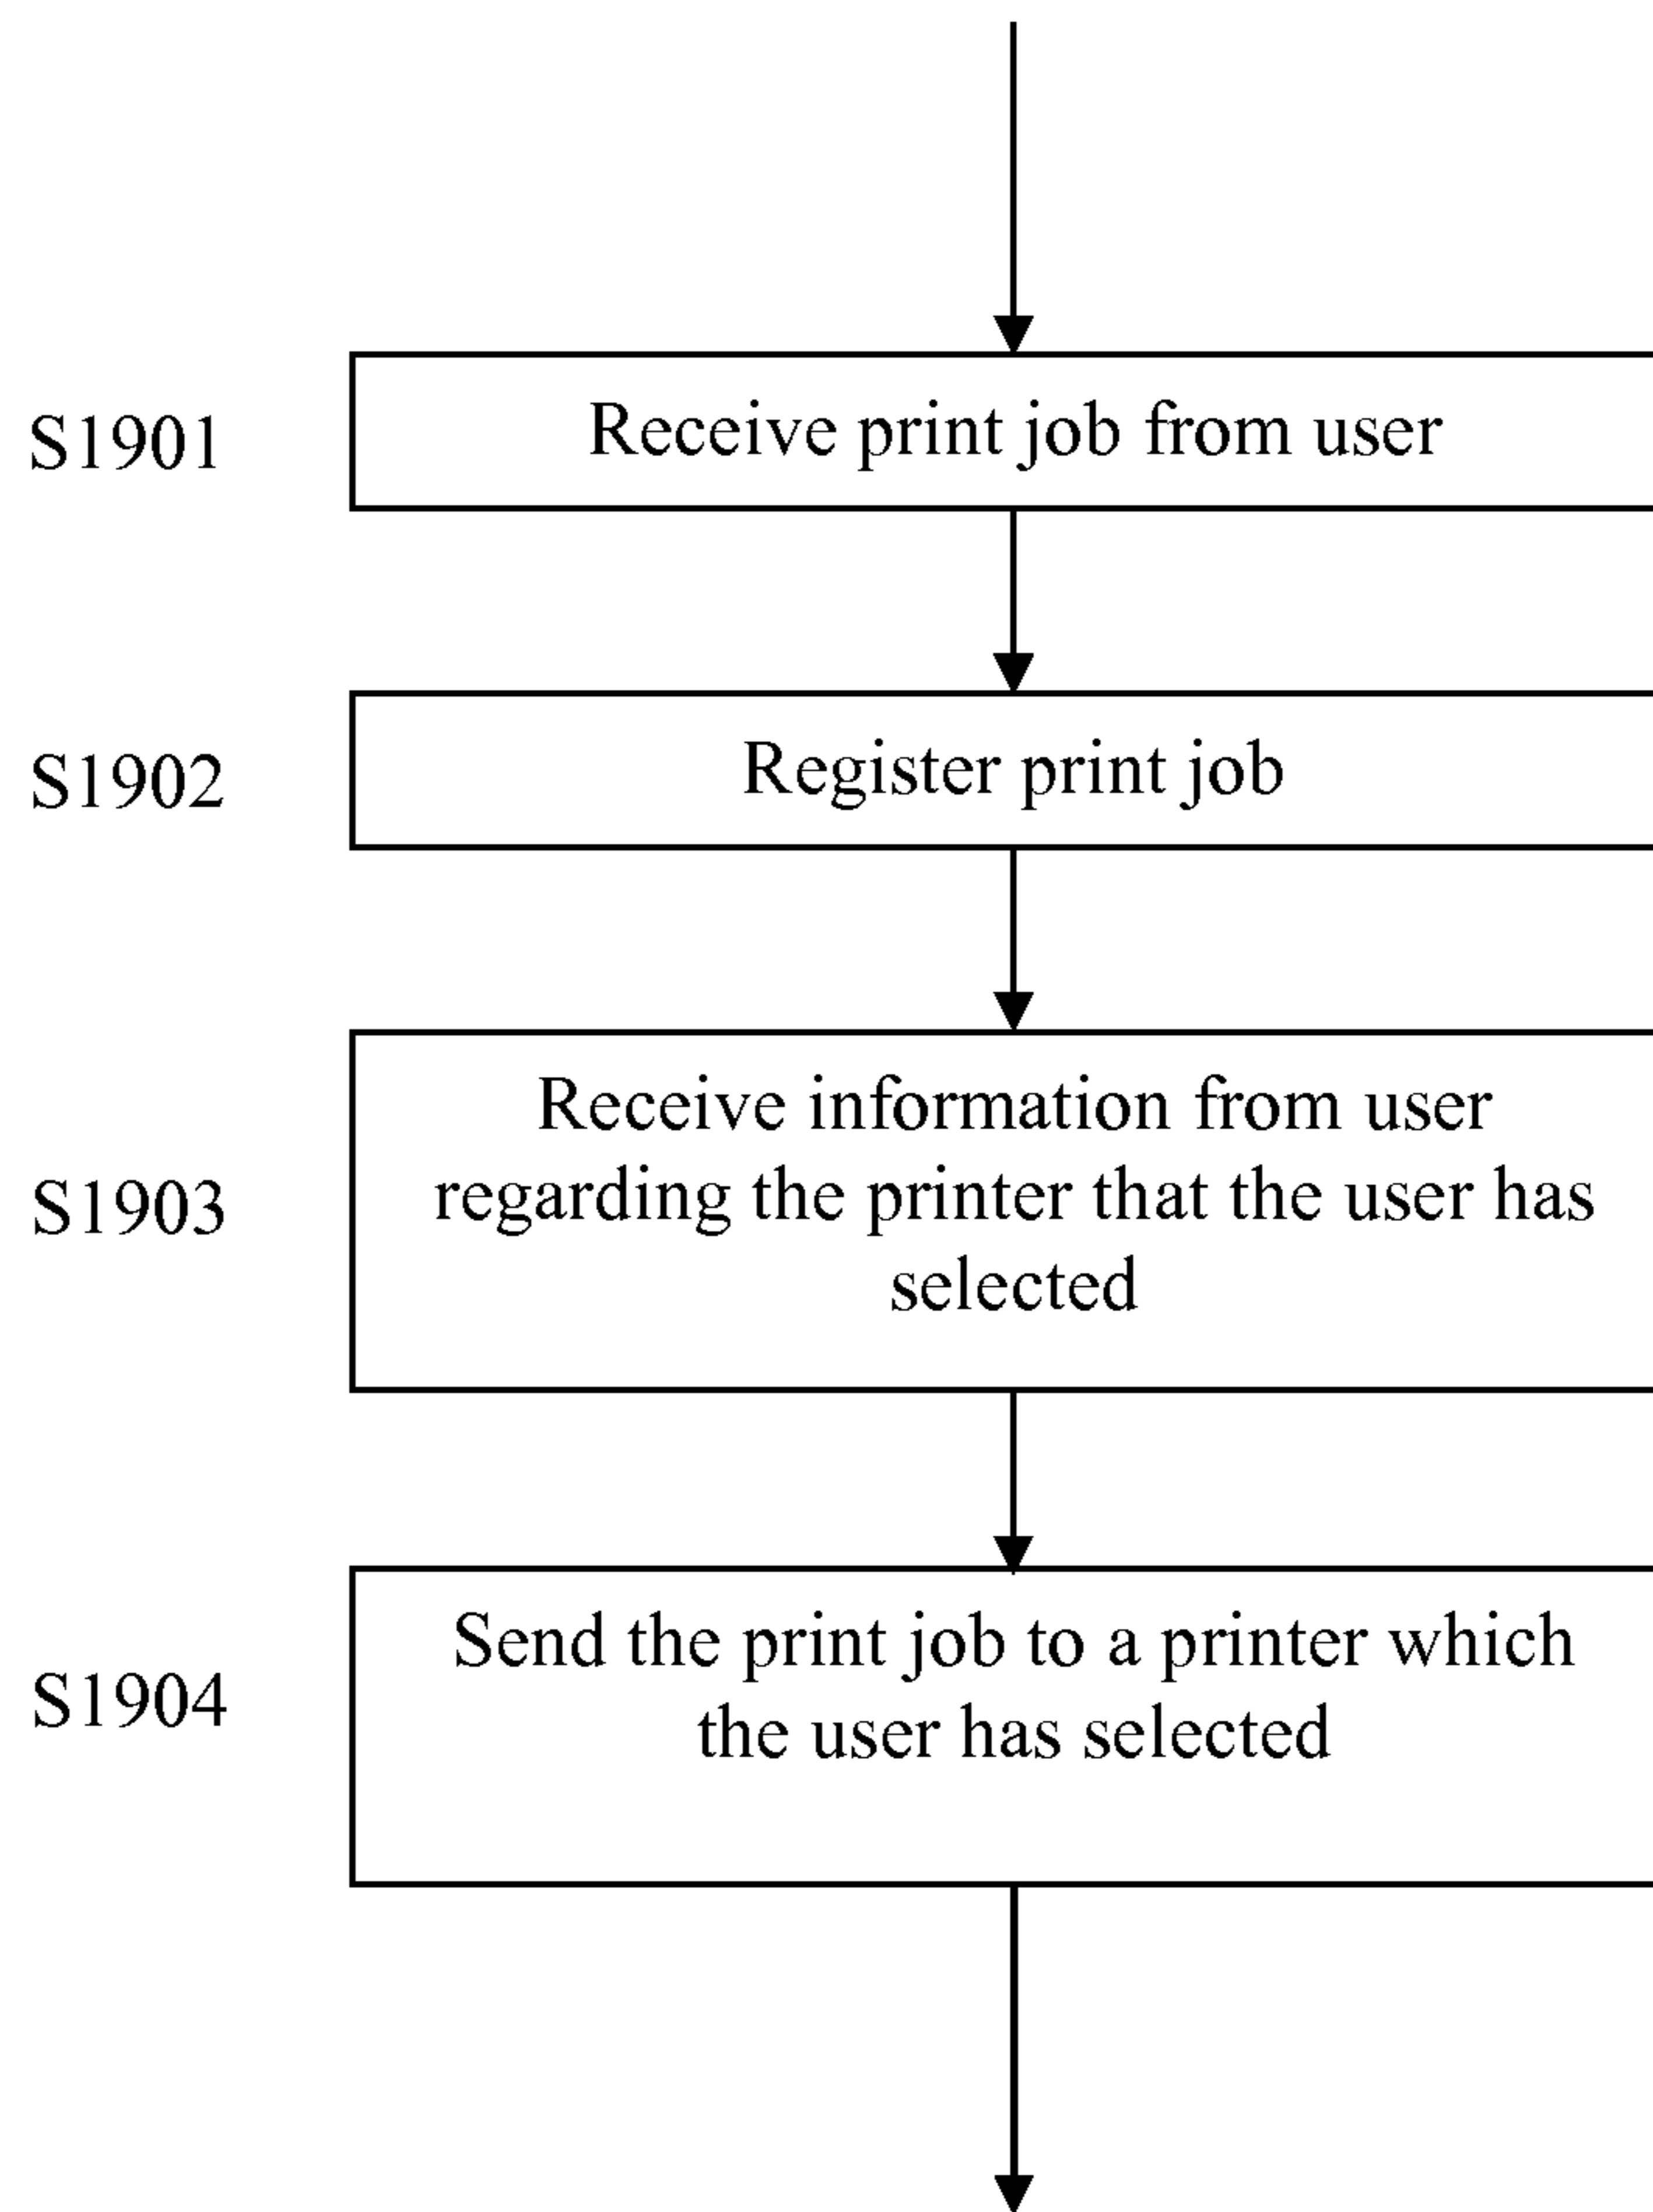 S1901
Receive print job from user
S1902
Register print job
S1903
Receive information from user
regarding the printer that the user has
selected
S1904
Send the print job to a printer which
the user has selected